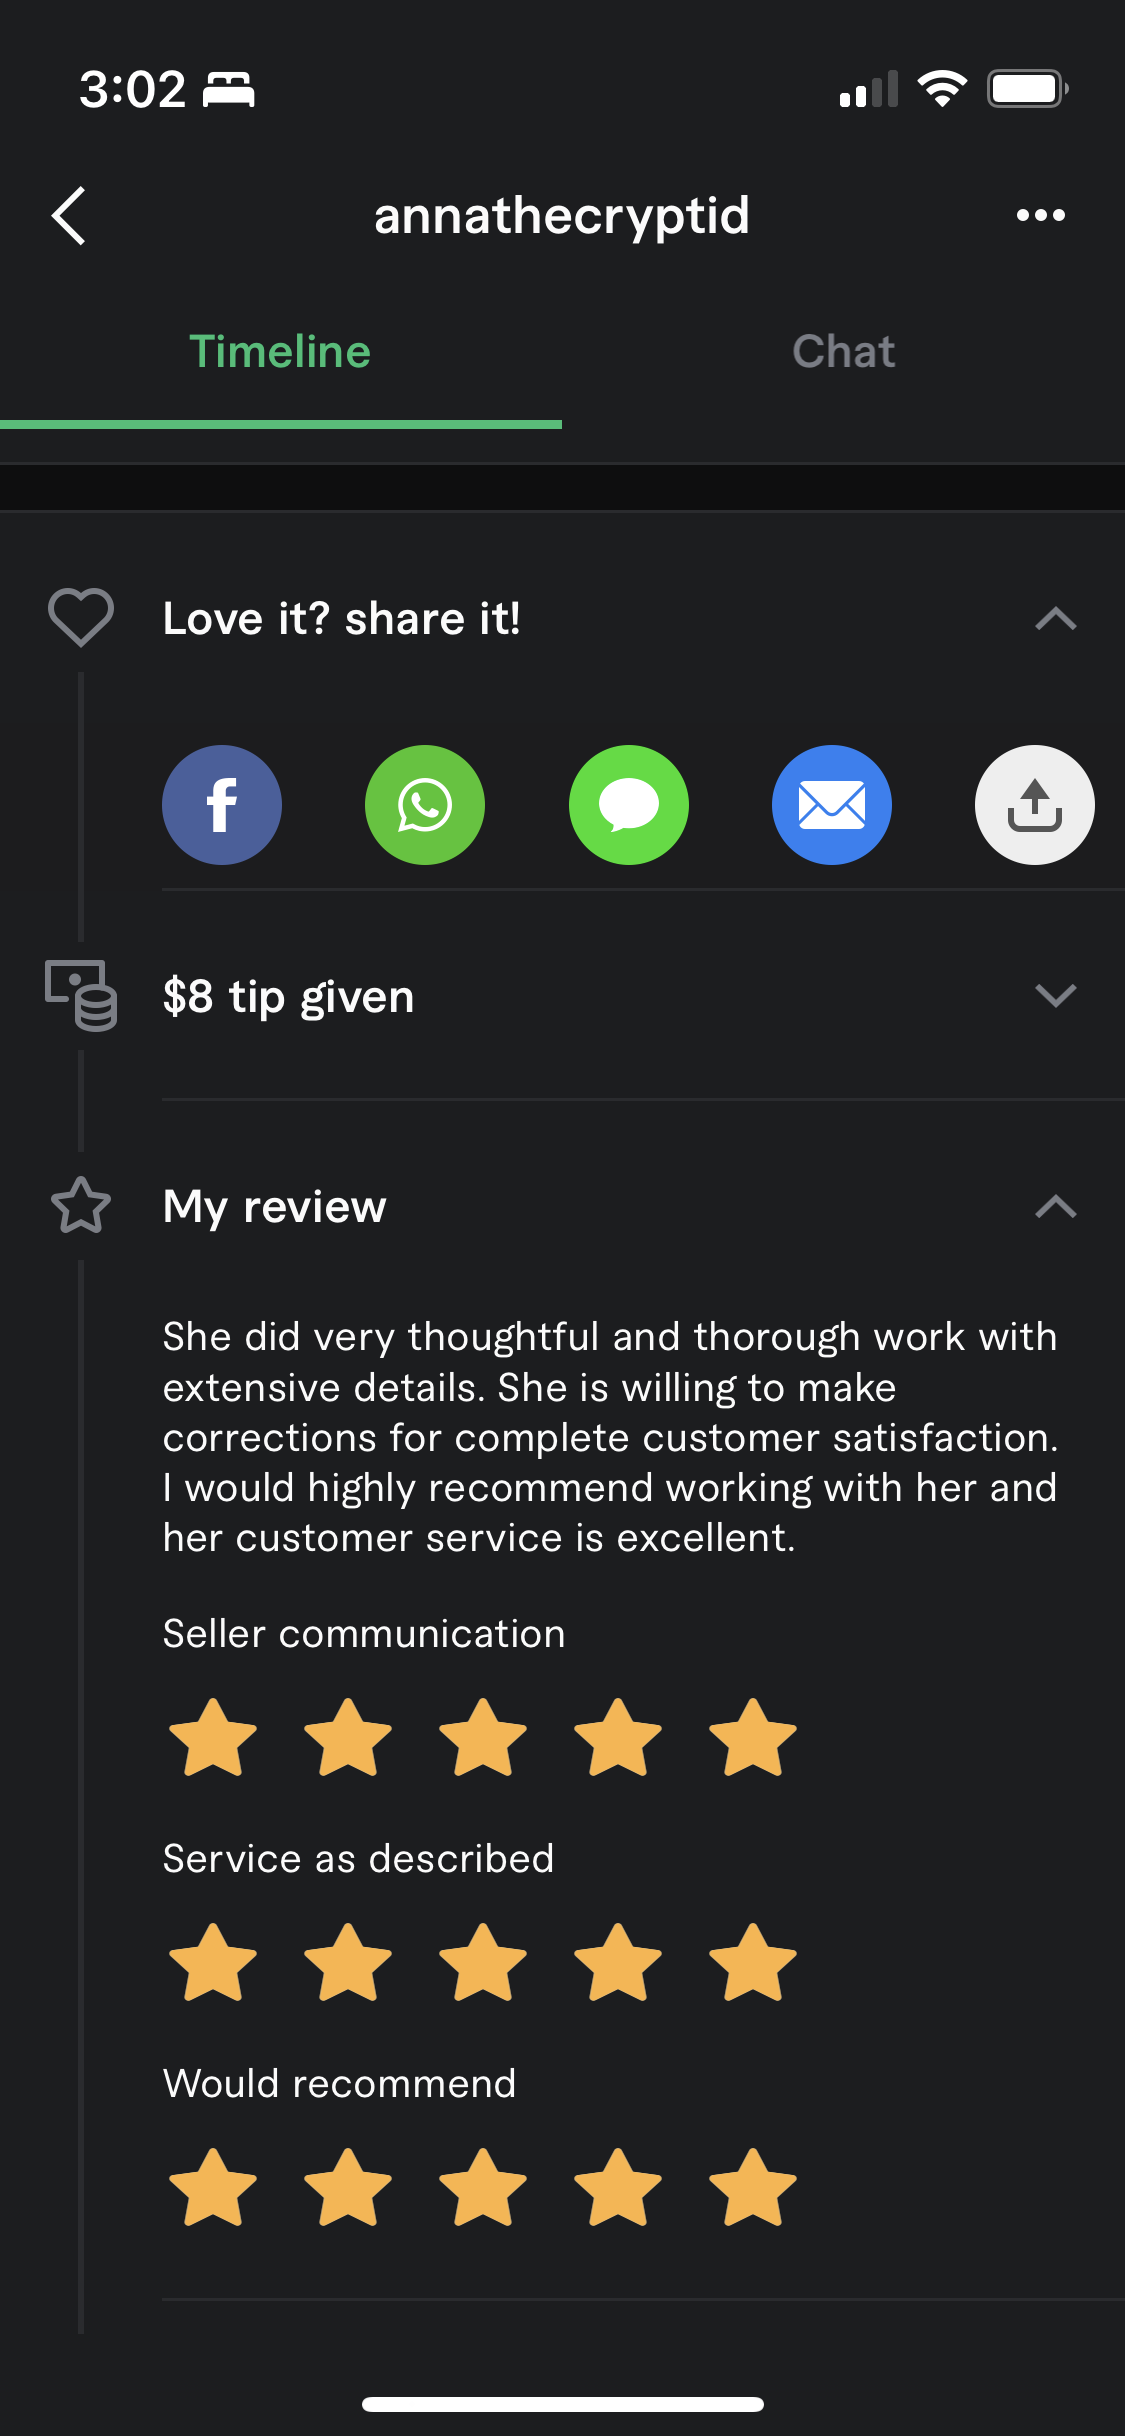 3:02
annathecryptid
Timeline
Chat
Love it? share it!
$8 tip given
My review
She did very thoughtful and thorough work with
extensive details. She is willing to make
corrections for complete customer satisfaction.
I would highly recommend working with her and
her customer service is excellent.
Seller communication
Service as described
Would recommend